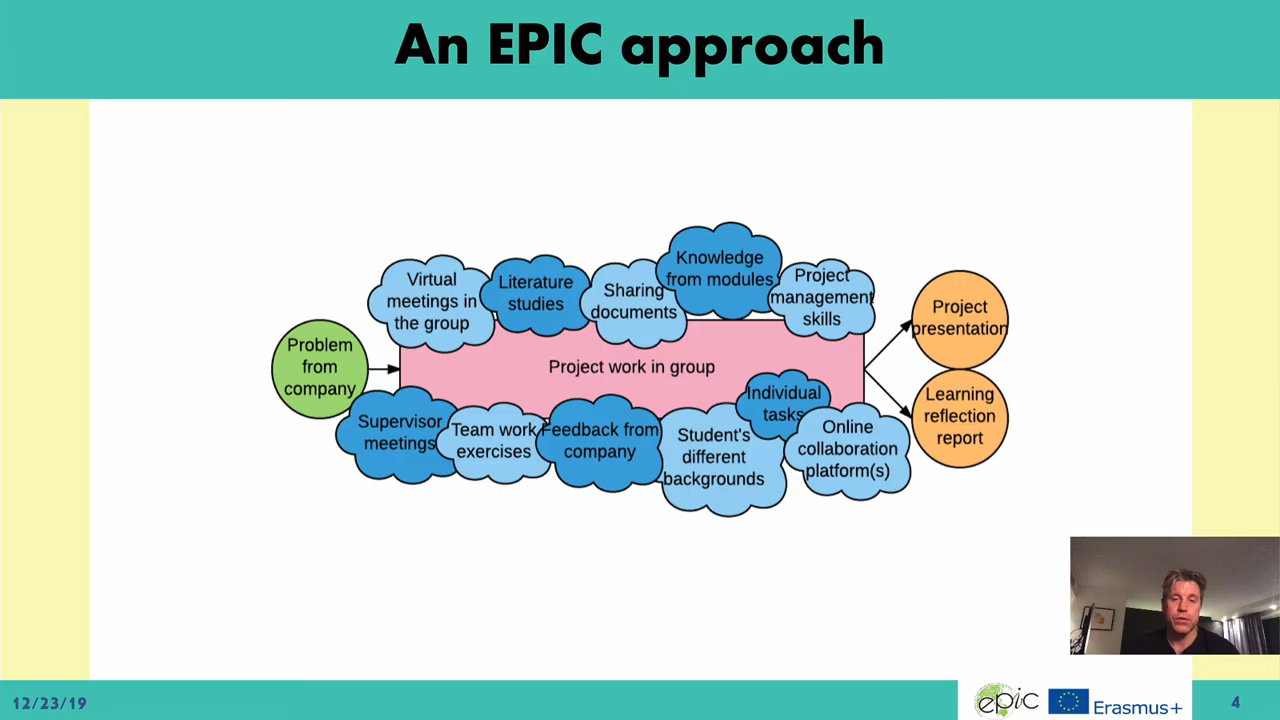 An EPIC approach
Virtual
meetings in
the group
Literature
studies
Sharing
documents
Knowledge
from modules
Project
management
skills
Problem
from
company
Project work in group
Project
presentation
Learning
reflection
report
Supervisor
meetings
Team work
exercises
Feedback from
company
Student's
different
backgrounds
Individual
tasks
Online
collaboration
platform(s)
12/23/19
epic
Erasmus+
4